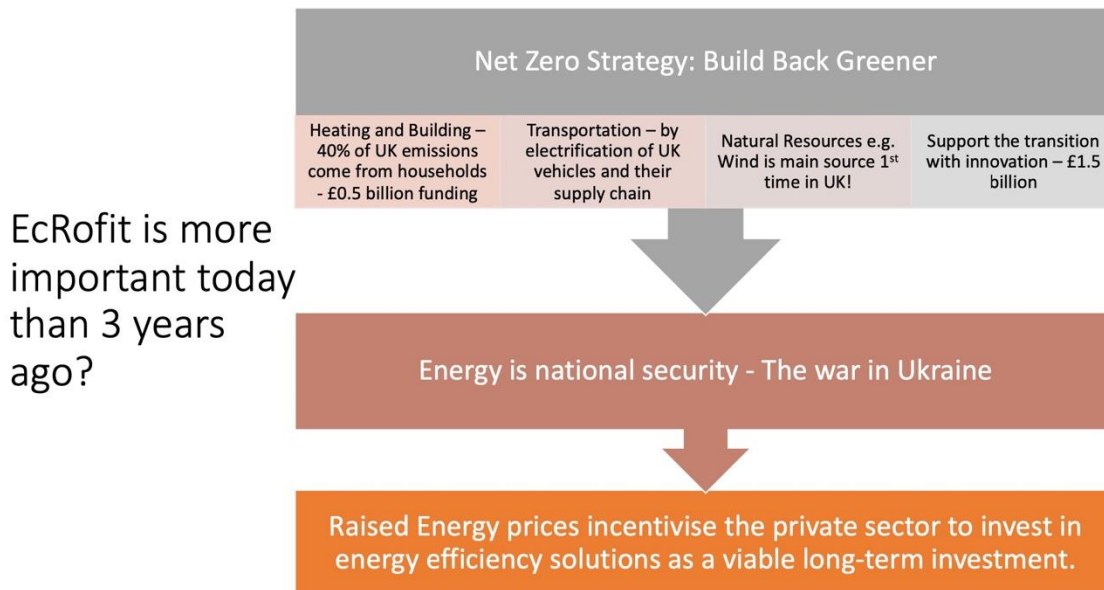 EcRofit is more
important today
than 3 years
ago?
Net Zero Strategy: Build Back Greener
Heating and Building –
40% of UK emissions
come from households
- £0.5 billion funding
Transportation – by
electrification of UK
vehicles and their
supply chain
Natural Resources e.g.
Wind is main source 1st
time in UK!
Support the transition
with innovation – £1.5
billion
Energy is national security - The war in Ukraine
Raised Energy prices incentivise the private sector to invest in
energy efficiency solutions as a viable long-term investment.